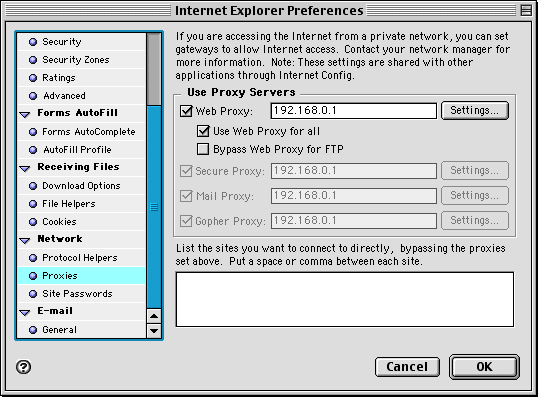 Internet Explorer Preferences
Security
Security Zones
Ratings
Advanced
Forms AutoFill
Forms AutoComplete
AutoFill Profile
Receiving Files
Download Options
File Helpers
Cookies
Network
Protocol Helpers
Proxies
Site Passwords
E-mail
General
If you are accessing the Internet from a private network, you can set
gateways to allow Internet access. Contact your network manager for
more information. Note: These settings are shared with other
applications through Internet Config.
Use Proxy Servers
Web Proxy: 192.168.0.1 Settings...
Use Web Proxy for all
Bypass Web Proxy for FTP
Secure Proxy: 192.168.0.1 Settings...
Mail Proxy: 192.168.0.1 Settings...
Gopher Proxy: 192.168.0.1 Settings...
List the sites you want to connect to directly, bypassing the proxies
set above. Put a space or comma between each site.
?
Cancel OK